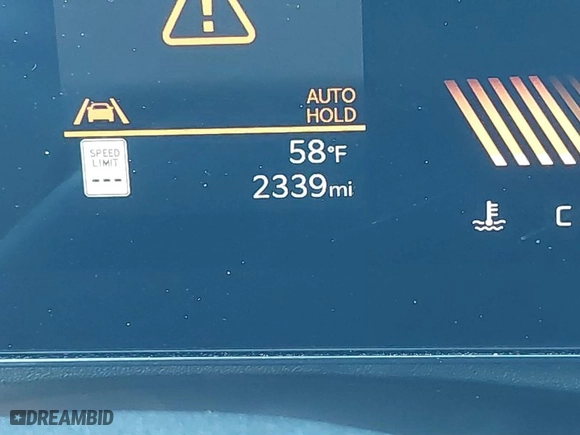 AUTO
HOLD
SPEED
LIMIT
---
58°F
2339mi
C
DREAMBID